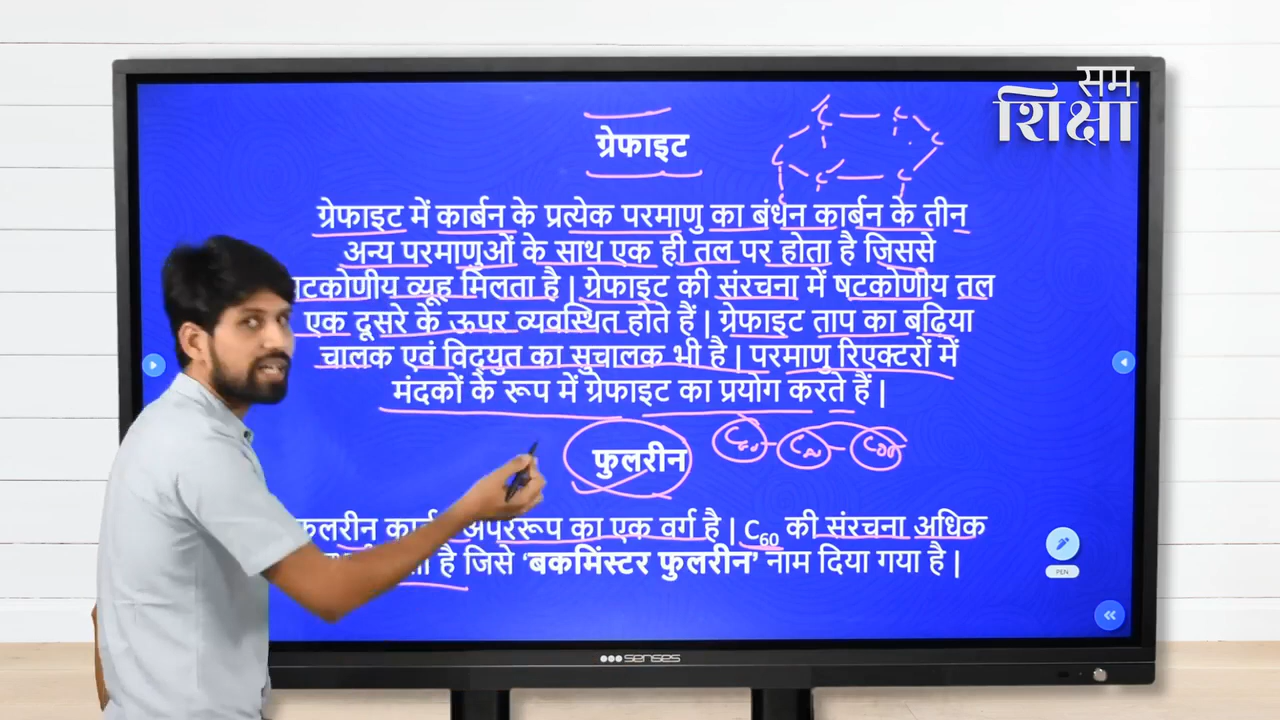 सम
शिक्षा
ग्रेफाइट
ग्रेफाइट में कार्बन के प्रत्येक परमाणु का बंधन कार्बन के तीन
अन्य परमाणुओं के साथ एक ही तल पर होता है जिससे
व्यूह मिलता है | ग्रेफाइट की संरचना में षटकोणीय तल
एक दूसरे के ऊपर व्यवस्थित होते हैं | ग्रेफाइट ताप का बढ़िया
चालक एवं विद्युत का सुचालक भी है | परमाणु रिएक्टरों में
मंदकों के रूप में ग्रेफाइट का प्रयोग करते हैं |
फुलरीन C60
अपररूप का एक वर्ग है | C₆₀ की संरचना अधिक
है जिसे ‘बकमिंस्टर फुलरीन’ नाम दिया गया है |
PEN
senses